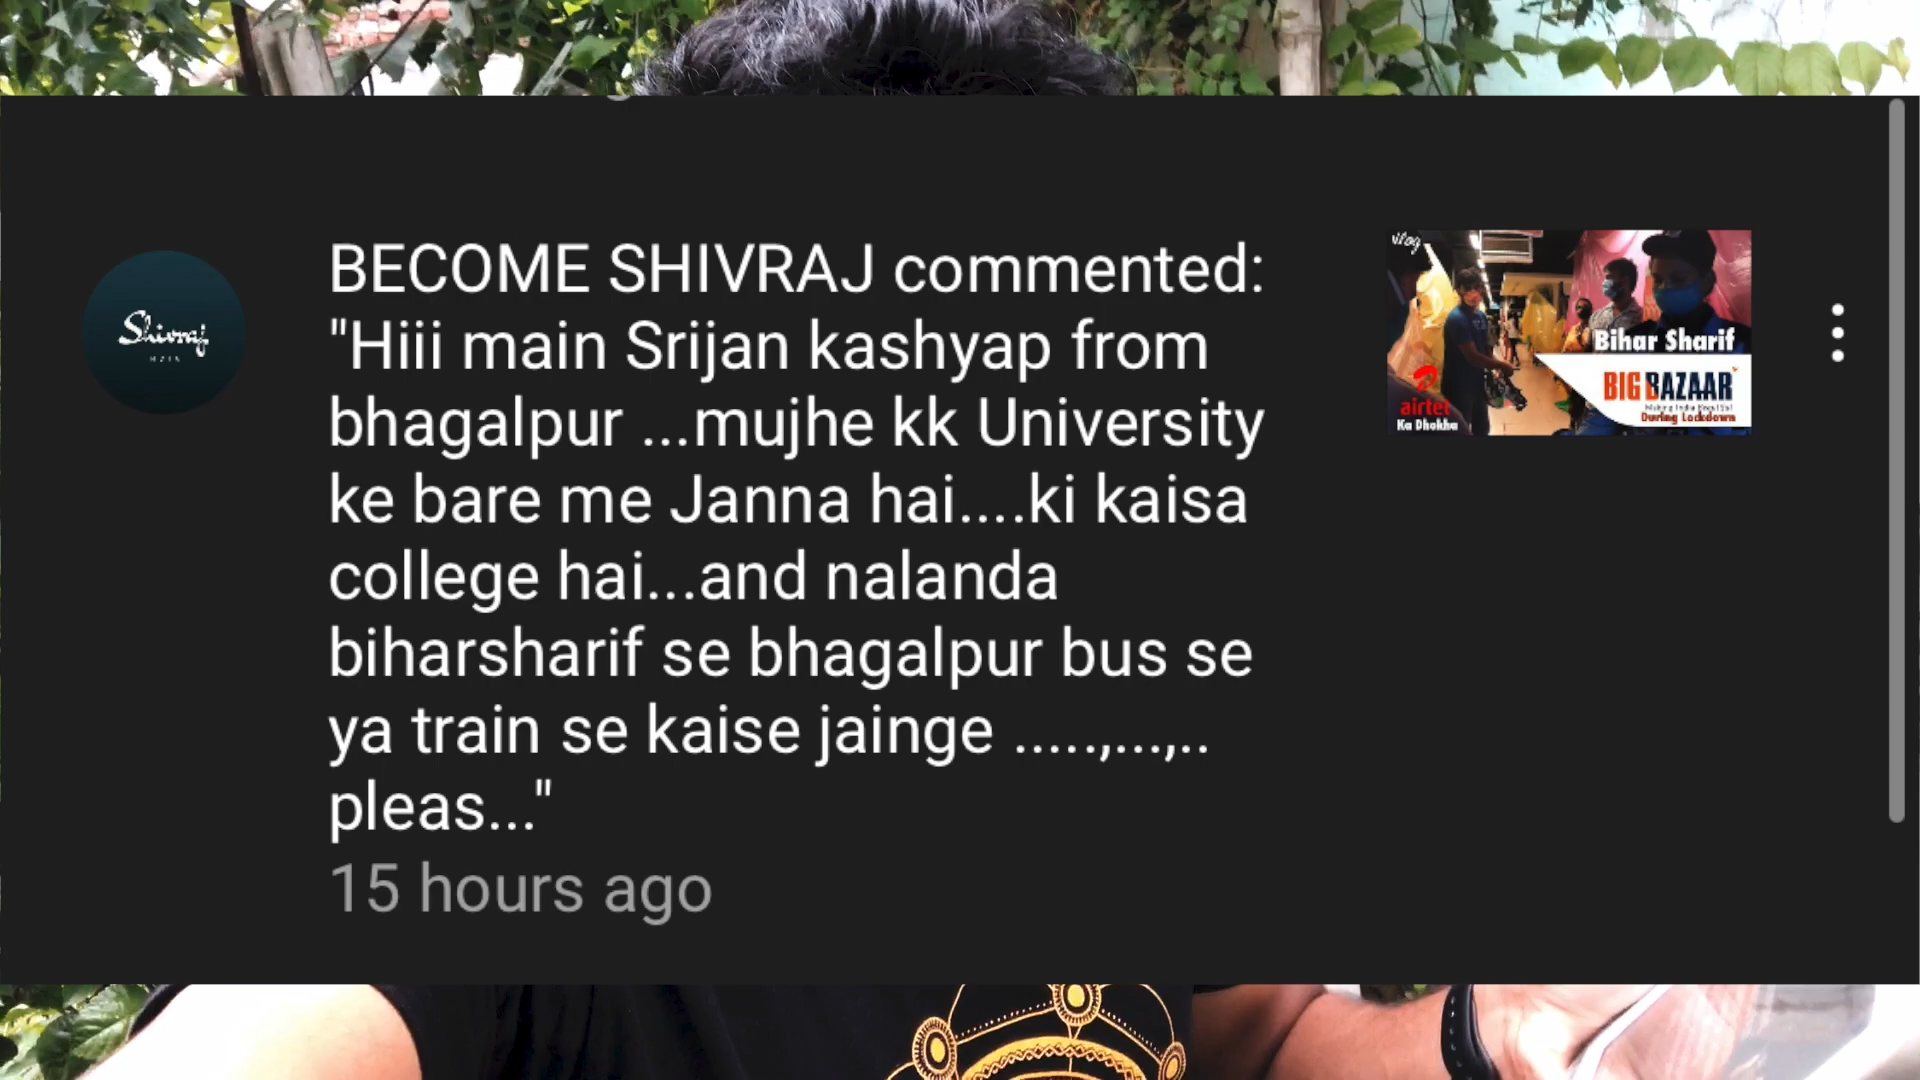 BECOME SHIVRAJ commented:
"Hiii main Srijan kashyap from
bhagalpur ...mujhe kk University
ke bare me Janna hai....ki kaisa
college hai...and nalanda
biharsharif se bhagalpur bus se
ya train se kaise jainge .....,...,..
pleas..."
15 hours ago
Shivraj
vlog
Bihar Sharif
BIG BAZAAR
During Lockdown
airtel
Ka Dhokha